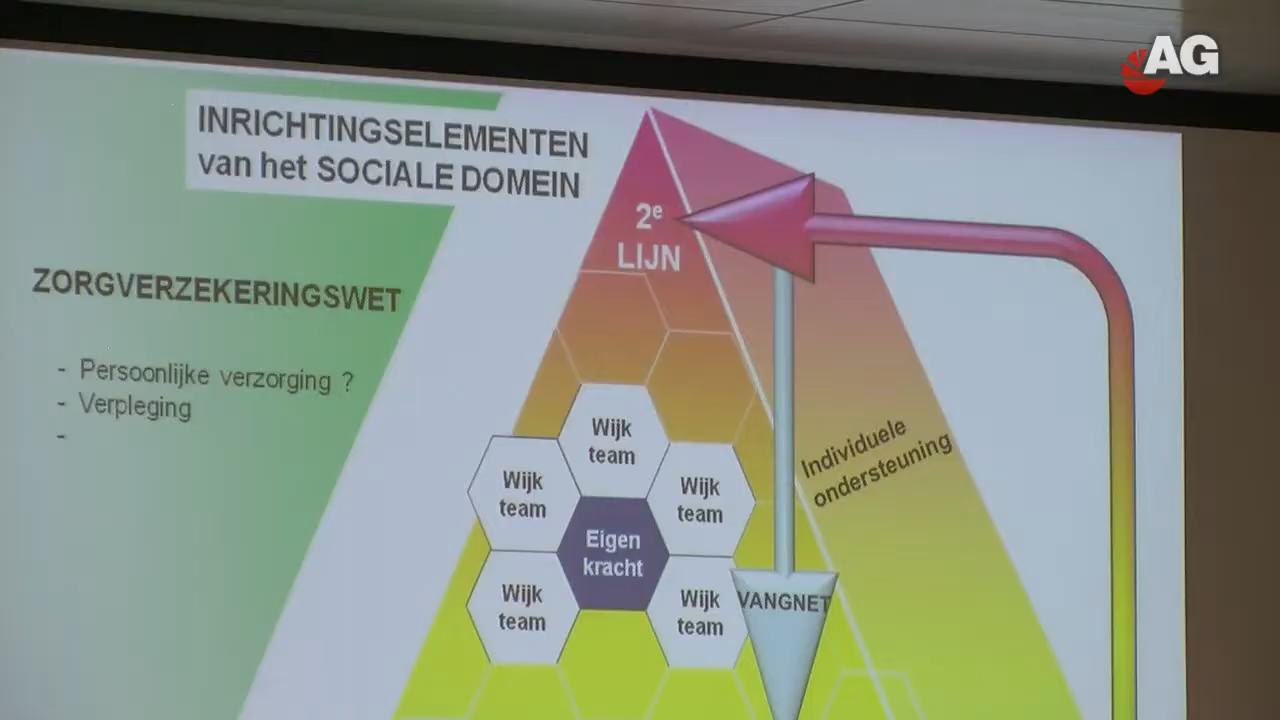 AG
INRICHTINGSELEMENTEN
van het SOCIALE DOMEIN
2e
LIJN
ZORGVERZEKERINGSWET
- Persoonlijke verzorging ?
- Verpleging
-
Individuele
ondersteuning
Wijk
team
Wijk
team
Wijk
team
Eigen
kracht
Wijk
team
Wijk
team
VANGNET